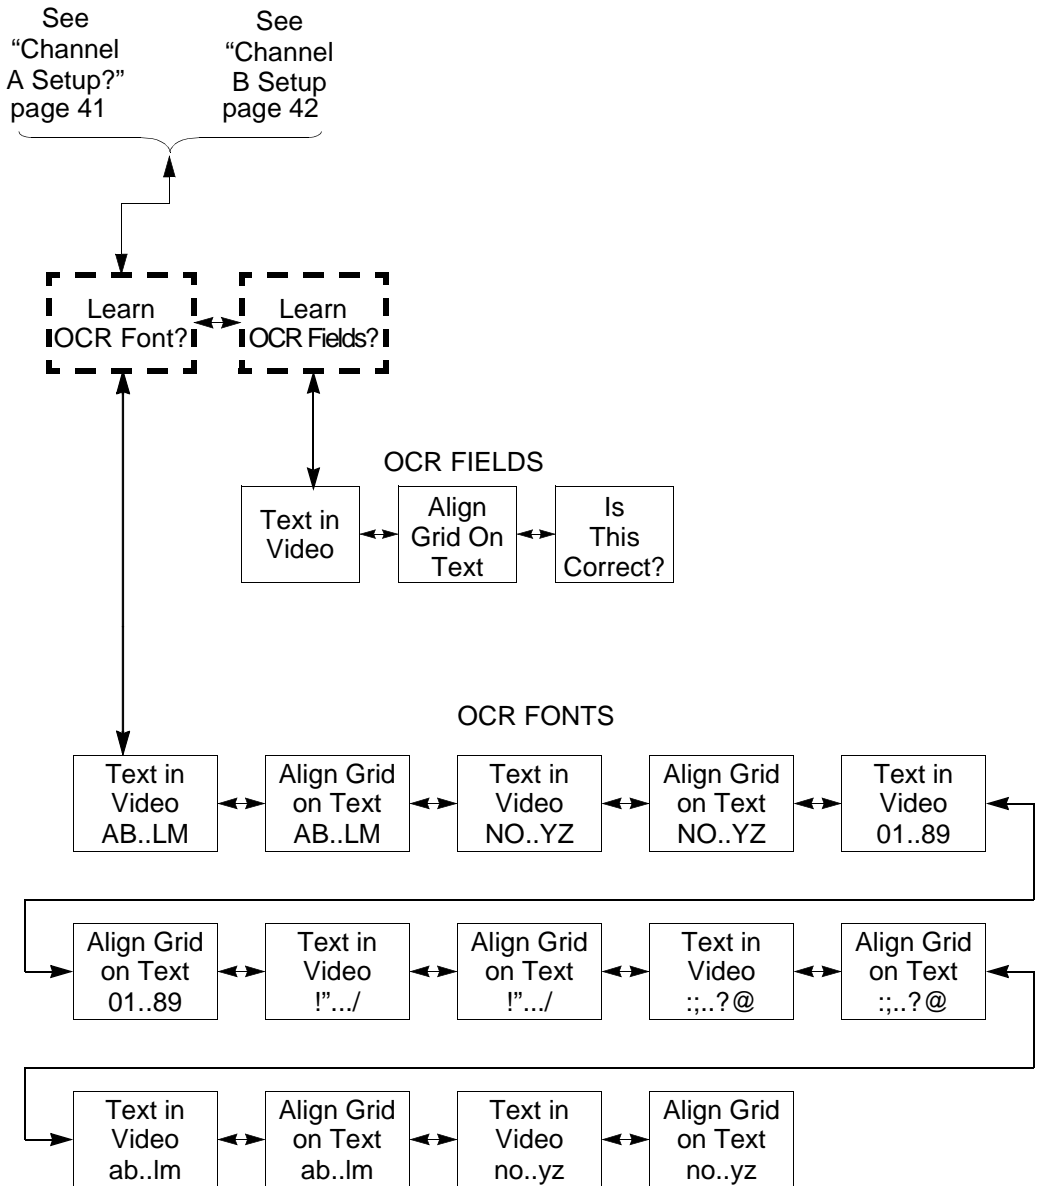 See
“Channel
A Setup?”
page 41
See
“Channel
B Setup
page 42
Learn
OCR Font?
Learn
OCR Fields?
OCR FIELDS
Text in
Video
Align
Grid On
Text
Is
This
Correct?
OCR FONTS
Text in
Video
AB..LM
Align Grid
on Text
AB..LM
Text in
Video
NO..YZ
Align Grid
on Text
NO..YZ
Text in
Video
01..89
Align Grid
on Text
01..89
Text in
Video
!”.../
Align Grid
on Text
!”.../
Text in
Video
:;..?@
Align Grid
on Text
:;..?@
Text in
Video
ab..lm
Align Grid
on Text
ab..lm
Text in
Video
no..yz
Align Grid
on Text
no..yz